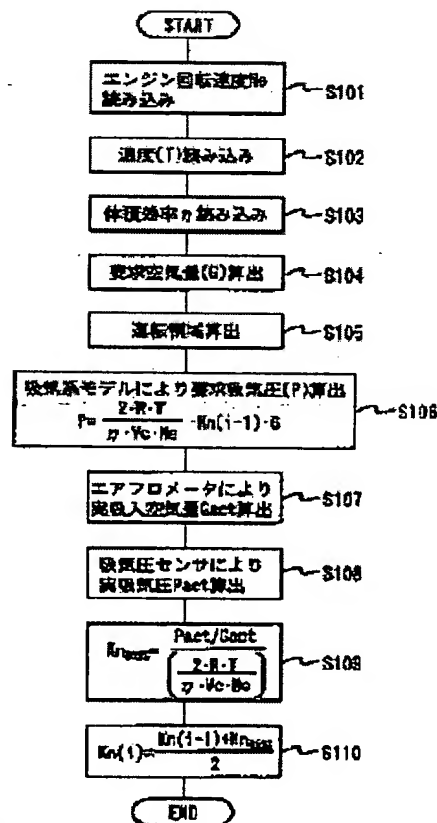 START
エンジン回転速度Ne
読み込み
S101
温度(T)読み込み
S102
体積効率η読み込み
S103
要求空気量(G)算出
S104
運転領域算出
S105
吸気系モデルにより要求吸気圧(P)算出
P= 2·R·T / η·Vc·Ne ·Kn(i-1)·G
S106
エアフロメータにより
実吸入空気量Gact算出
S107
吸気圧センサにより
実吸気圧Pact算出
S108
Pact/Gact
( 2·R·T / η·Vc·Ne )
S109
Kn(i)= Kn(i-1)+Kn / 2
S110
END